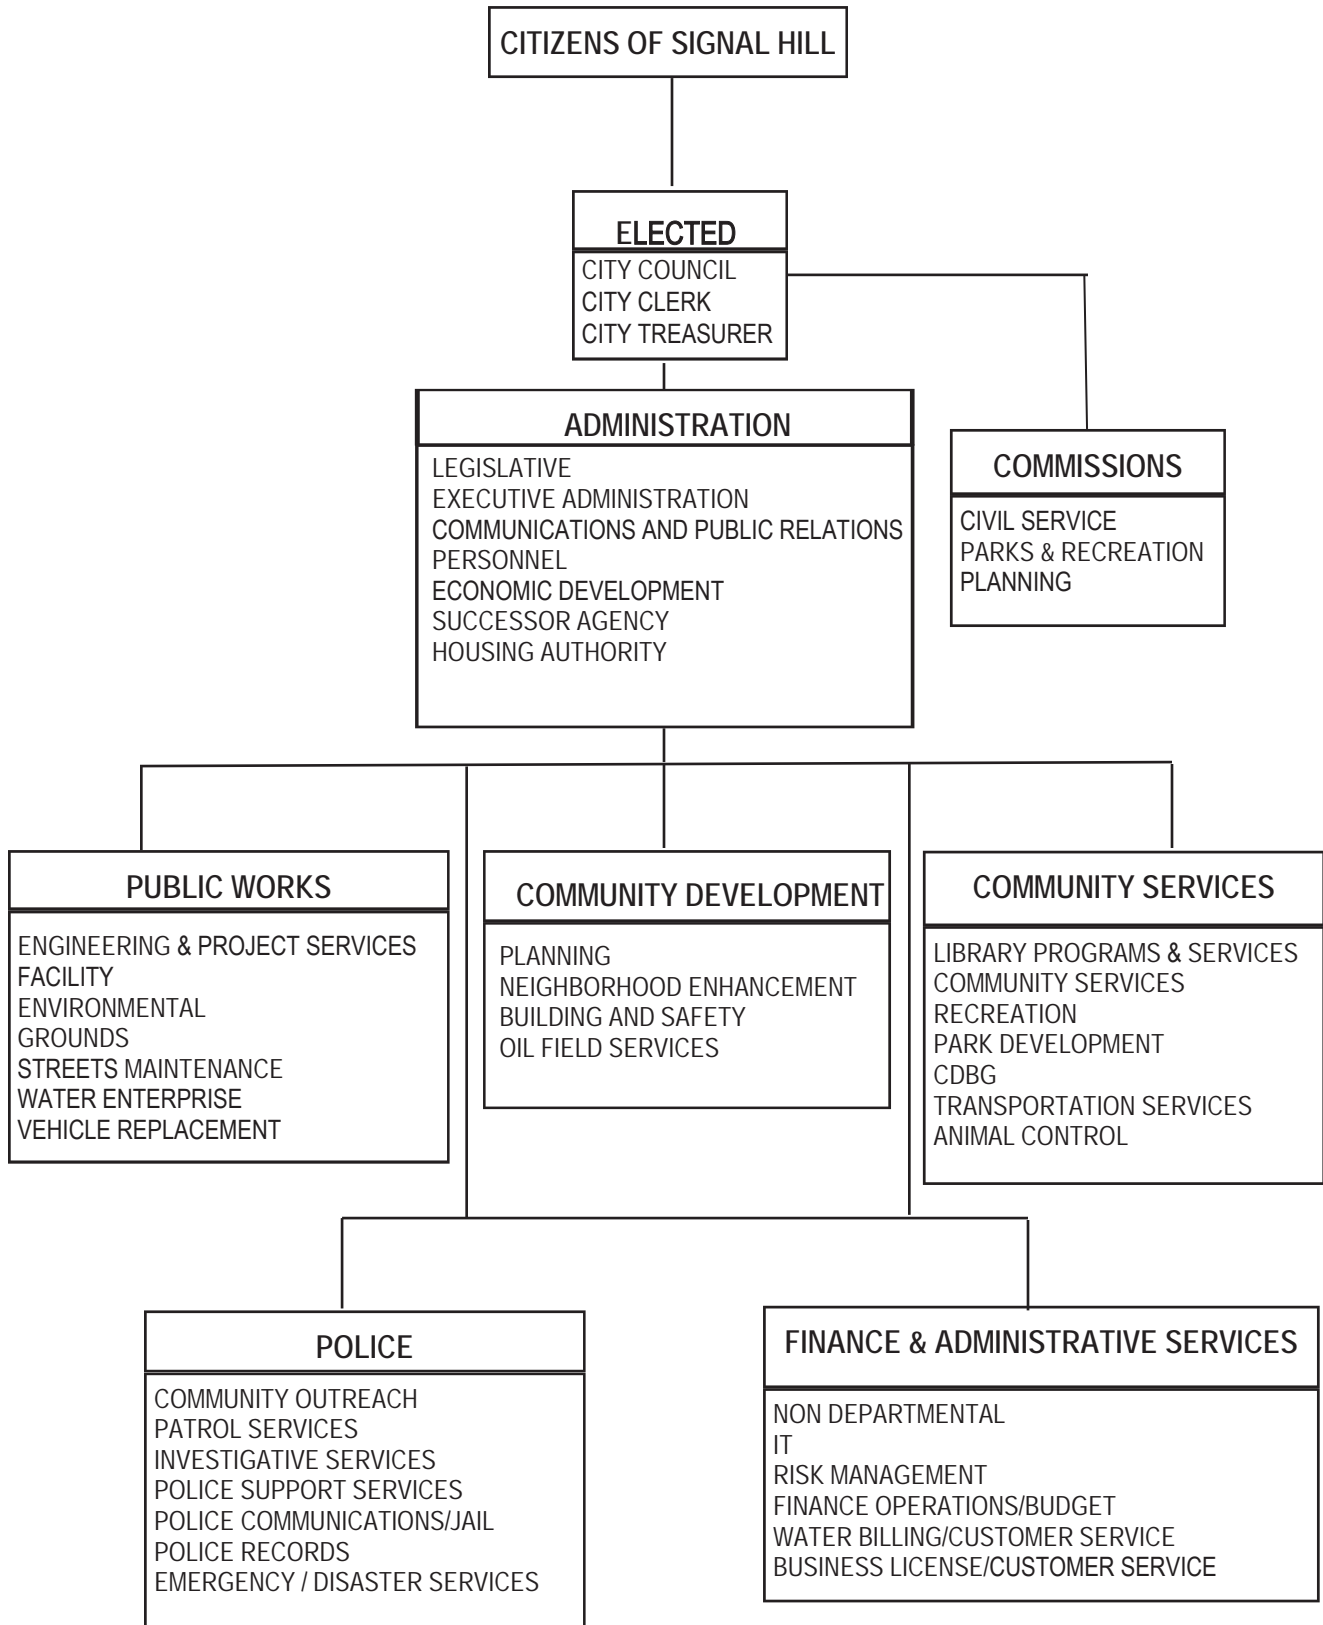 CITIZENS OF SIGNAL HILL
ELECTED
CITY COUNCIL
CITY CLERK
CITY TREASURER
ADMINISTRATION
LEGISLATIVE
EXECUTIVE ADMINISTRATION
COMMUNICATIONS AND PUBLIC RELATIONS
PERSONNEL
ECONOMIC DEVELOPMENT
SUCCESSOR AGENCY
HOUSING AUTHORITY
COMMISSIONS
CIVIL SERVICE
PARKS & RECREATION
PLANNING
PUBLIC WORKS
ENGINEERING & PROJECT SERVICES
FACILITY
ENVIRONMENTAL
GROUNDS
STREETS MAINTENANCE
WATER ENTERPRISE
VEHICLE REPLACEMENT
COMMUNITY DEVELOPMENT
PLANNING
NEIGHBORHOOD ENHANCEMENT
BUILDING AND SAFETY
OIL FIELD SERVICES
COMMUNITY SERVICES
LIBRARY PROGRAMS & SERVICES
COMMUNITY SERVICES
RECREATION
PARK DEVELOPMENT
CDBG
TRANSPORTATION SERVICES
ANIMAL CONTROL
POLICE
COMMUNITY OUTREACH
PATROL SERVICES
INVESTIGATIVE SERVICES
POLICE SUPPORT SERVICES
POLICE COMMUNICATIONS/JAIL
POLICE RECORDS
EMERGENCY / DISASTER SERVICES
FINANCE & ADMINISTRATIVE SERVICES
NON DEPARTMENTAL
IT
RISK MANAGEMENT
FINANCE OPERATIONS/BUDGET
WATER BILLING/CUSTOMER SERVICE
BUSINESS LICENSE/CUSTOMER SERVICE